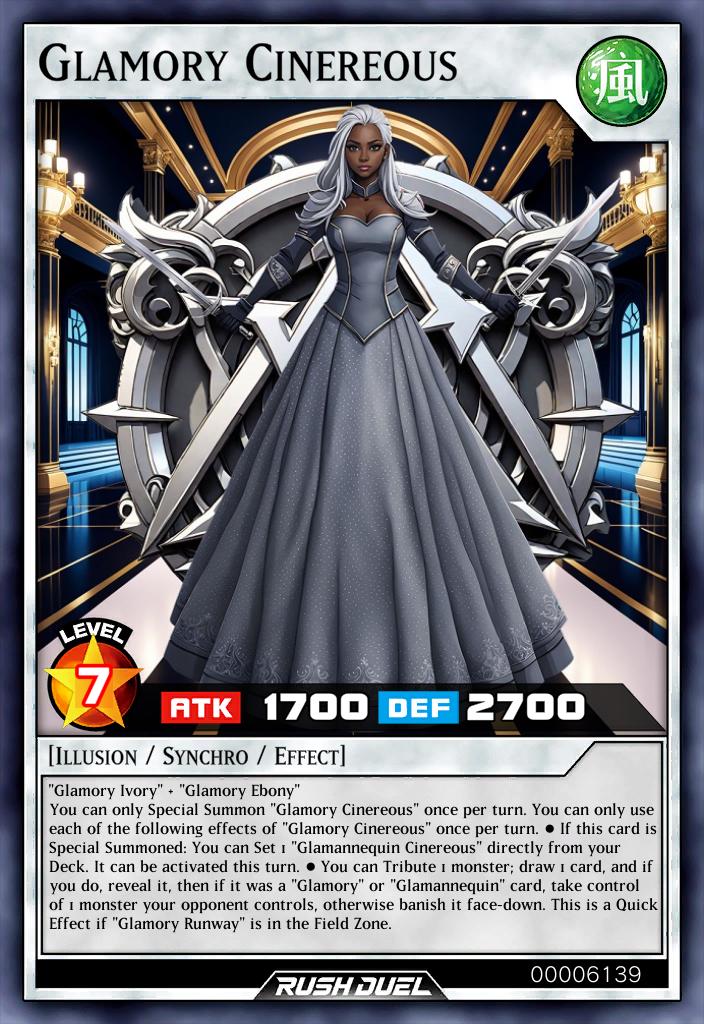 Glamory Cinereous
風
LEVEL
7
ATK 1700 DEF 2700
[Illusion / Synchro / Effect]
"Glamory Ivory" + "Glamory Ebony"
You can only Special Summon "Glamory Cinereous" once per turn. You can only use
each of the following effects of "Glamory Cinereous" once per turn. ● If this card is
Special Summoned: You can Set 1 "Glamannequin Cinereous" directly from your
Deck. It can be activated this turn. ● You can Tribute 1 monster; draw 1 card, and if
you do, reveal it, then if it was a "Glamory" or "Glamannequin" card, take control
of 1 monster your opponent controls, otherwise banish it face-down. This is a Quick
Effect if "Glamory Runway" is in the Field Zone.
00006139
RUSH DUEL